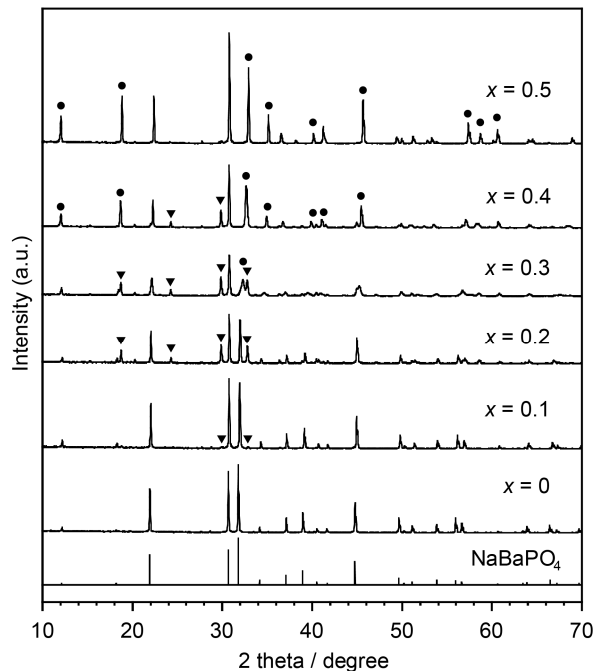 x = 0.5
x = 0.4
x = 0.3
x = 0.2
x = 0.1
x = 0
NaBaPO₄
Intensity (a.u.)
10 20 30 40 50 60 70
2 theta / degree